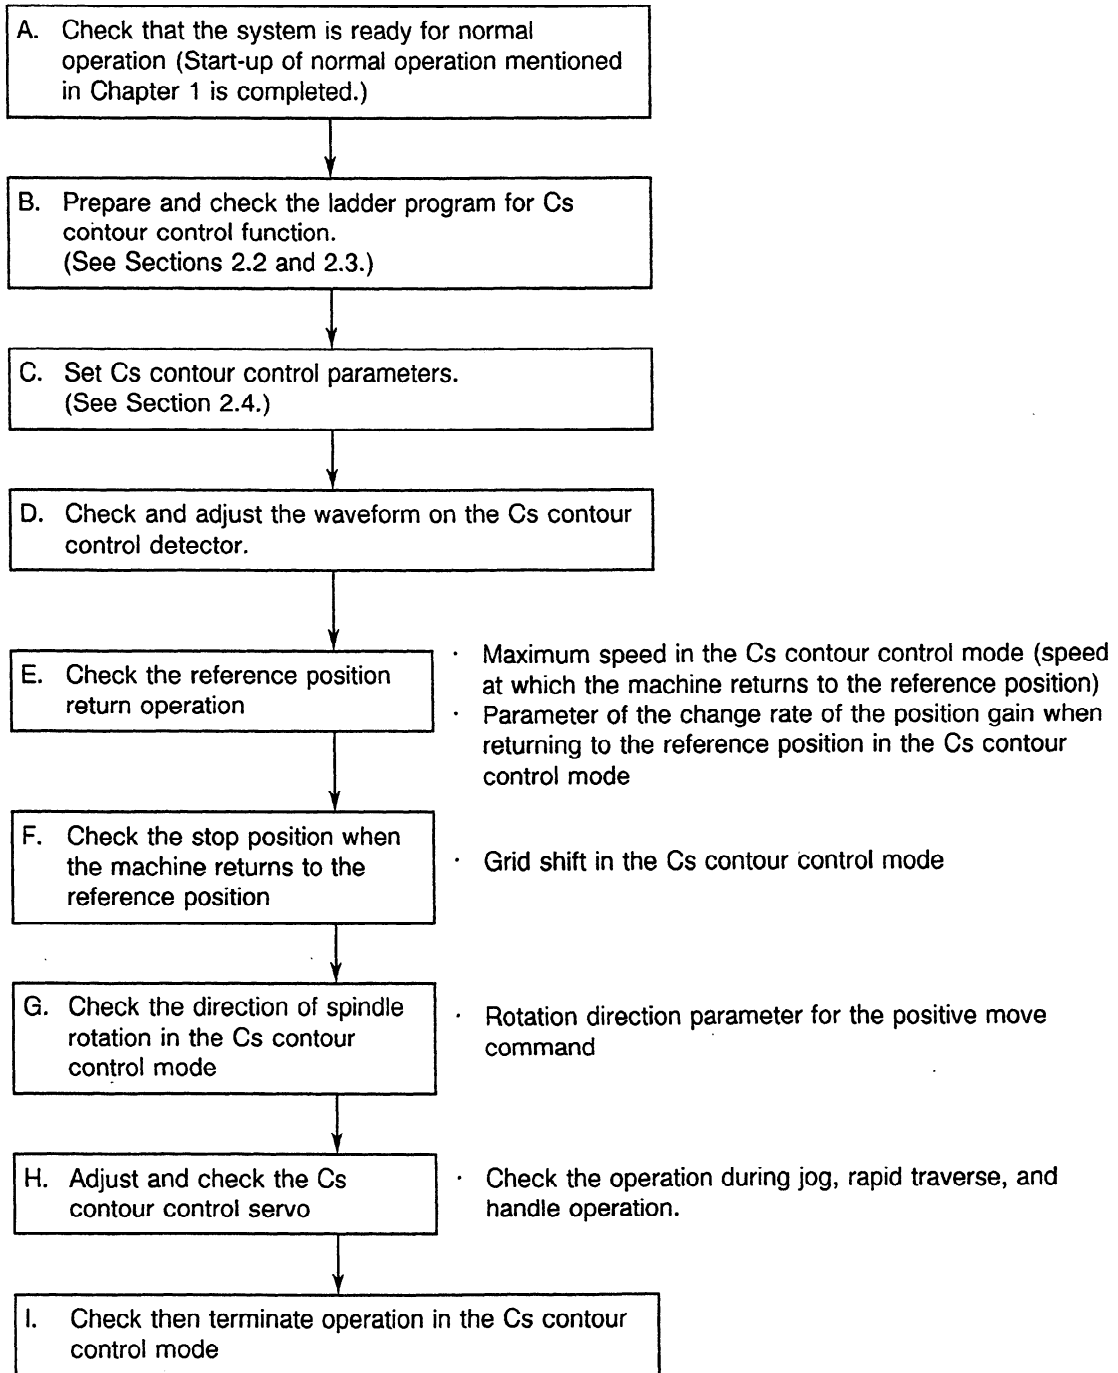 A. Check that the system is ready for normal
operation (Start-up of normal operation mentioned
in Chapter 1 is completed.)
B. Prepare and check the ladder program for Cs
contour control function.
(See Sections 2.2 and 2.3.)
C. Set Cs contour control parameters.
(See Section 2.4.)
D. Check and adjust the waveform on the Cs contour
control detector.
E. Check the reference position
return operation
· Maximum speed in the Cs contour control mode (speed
at which the machine returns to the reference position)
· Parameter of the change rate of the position gain when
returning to the reference position in the Cs contour
control mode
F. Check the stop position when
the machine returns to the
reference position
· Grid shift in the Cs contour control mode
G. Check the direction of spindle
rotation in the Cs contour
control mode
· Rotation direction parameter for the positive move
command
H. Adjust and check the Cs
contour control servo
· Check the operation during jog, rapid traverse, and
handle operation.
I. Check then terminate operation in the Cs contour
control mode